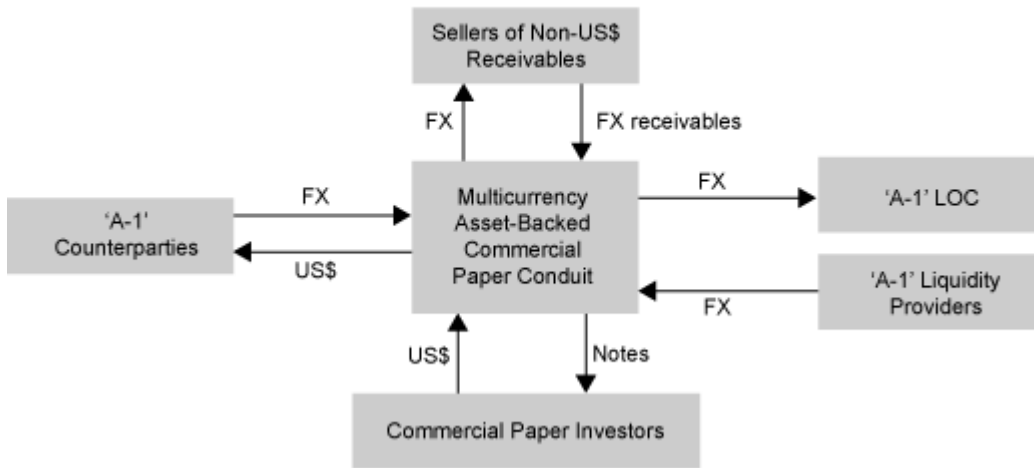 Sellers of Non-US$
Receivables
FX
FX receivables
‘A-1’
Counterparties
FX
US$
Multicurrency
Asset-Backed
Commercial
Paper Conduit
FX
‘A-1’ LOC
FX
‘A-1’ Liquidity
Providers
US$
Notes
Commercial Paper Investors